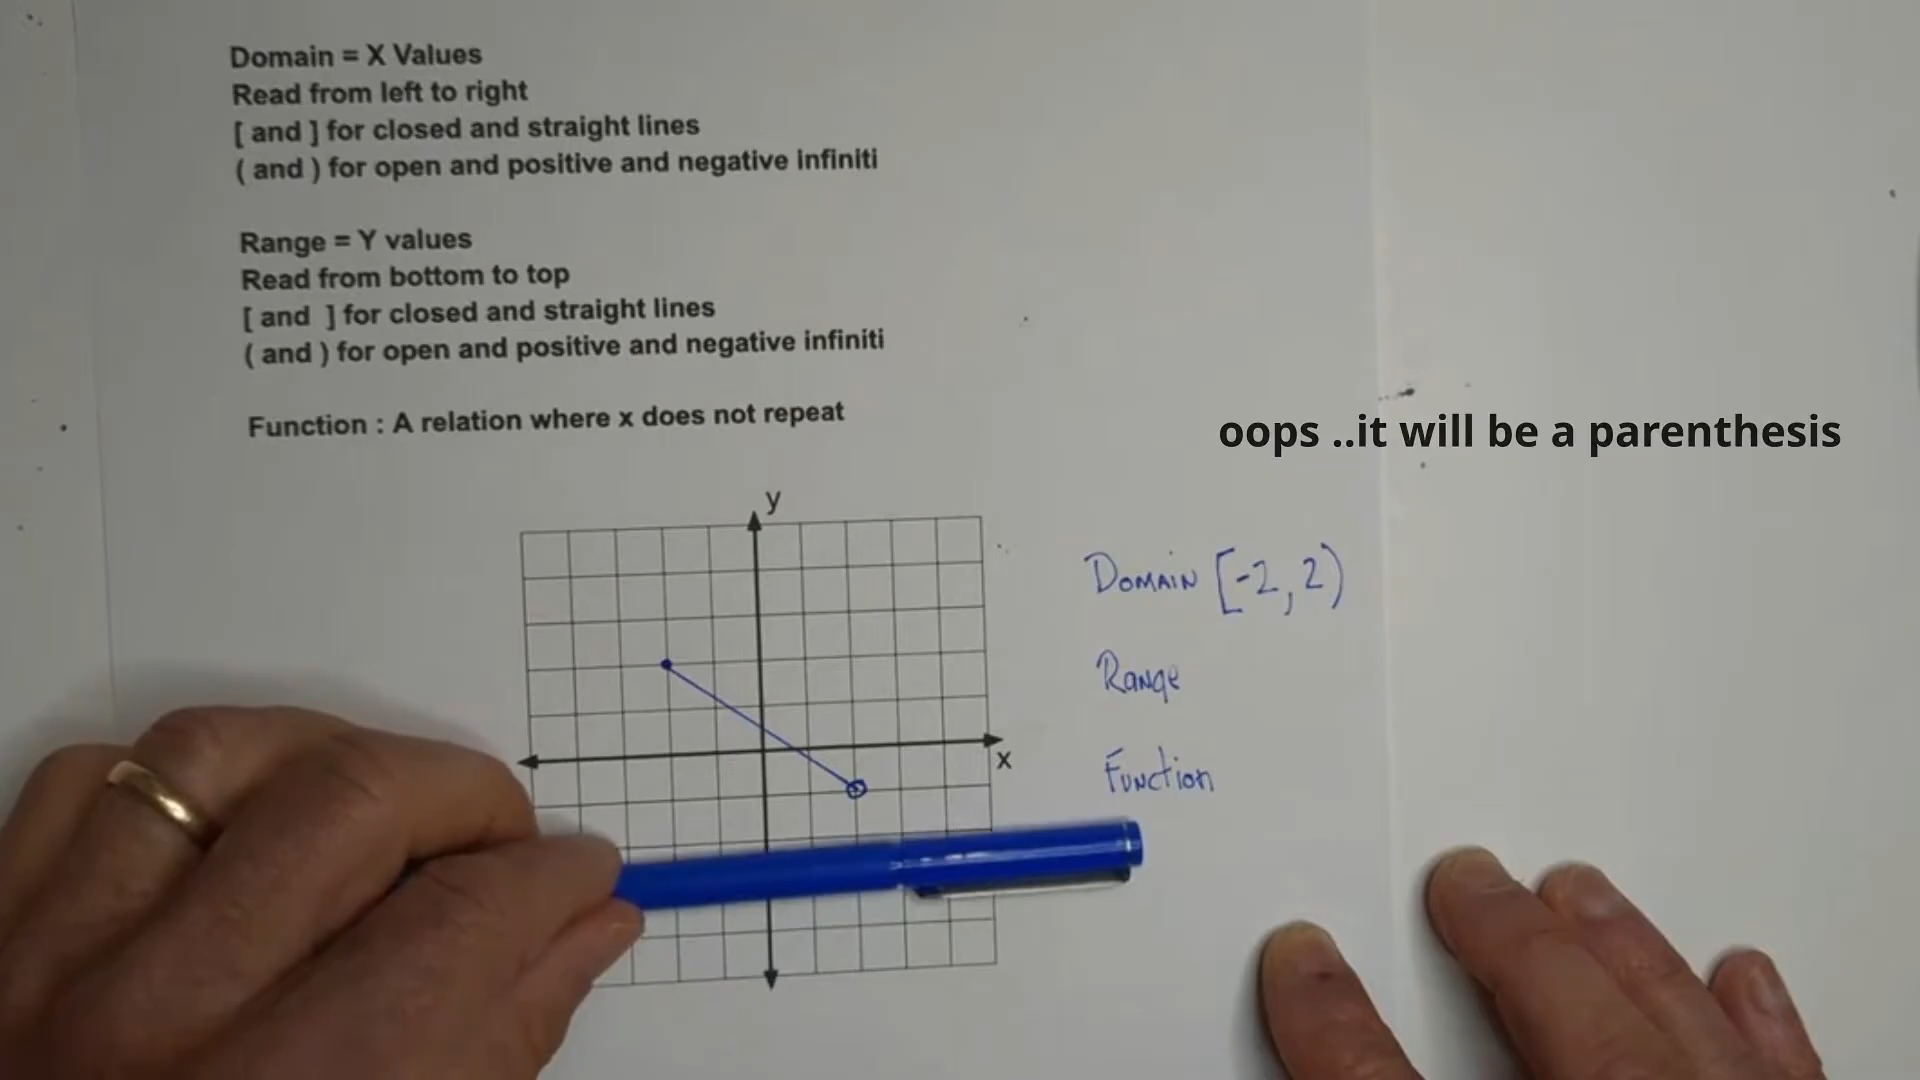 Domain = X Values
Read from left to right
[ and ] for closed and straight lines
( and ) for open and positive and negative infiniti
Range = Y values
Read from bottom to top
[ and ] for closed and straight lines
( and ) for open and positive and negative infiniti
Function : A relation where x does not repeat
oops ..it will be a parenthesis
y
x
Domain [-2, 2)
Range
Function